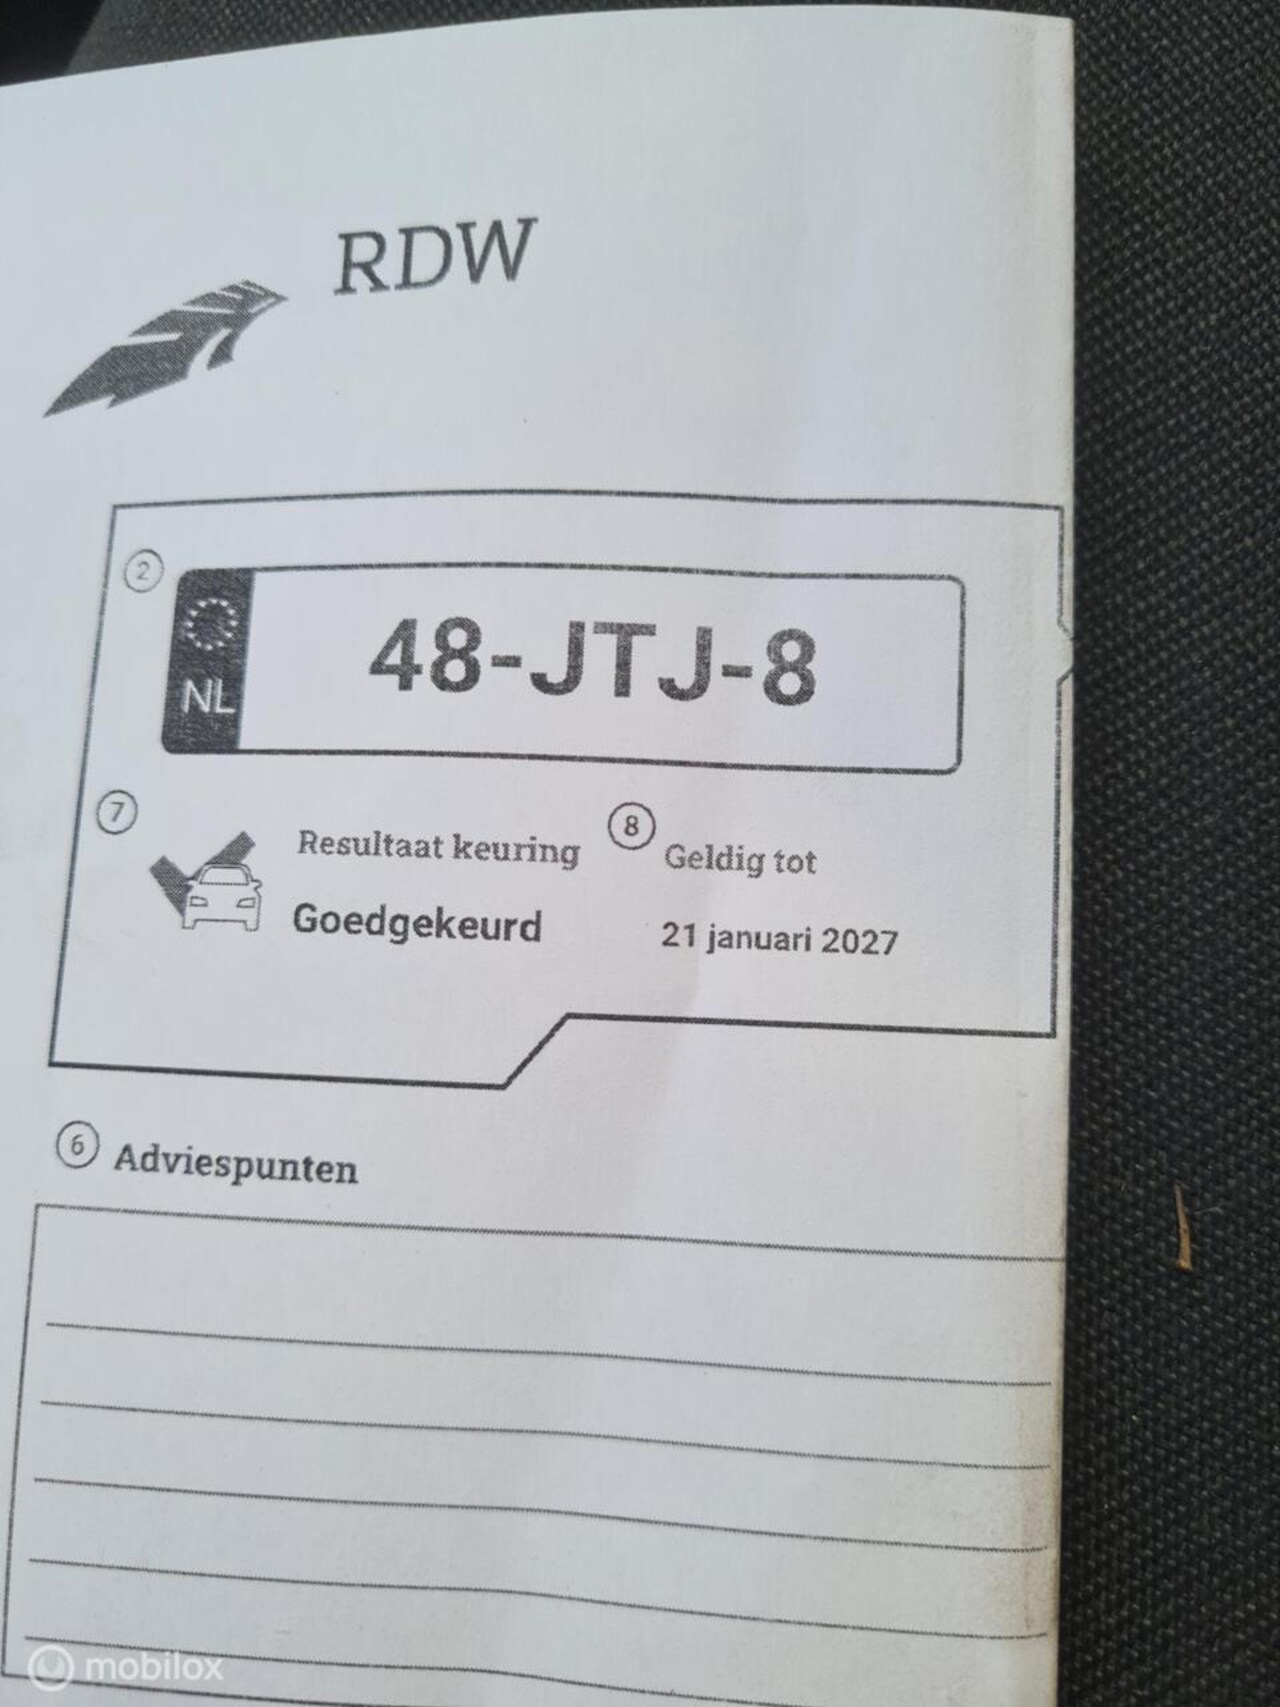 RDW
2
NL
48-JTJ-8
7
Resultaat keuring
8
Geldig tot
Goedgekeurd
21 januari 2027
6
Adviespunten
mobilox